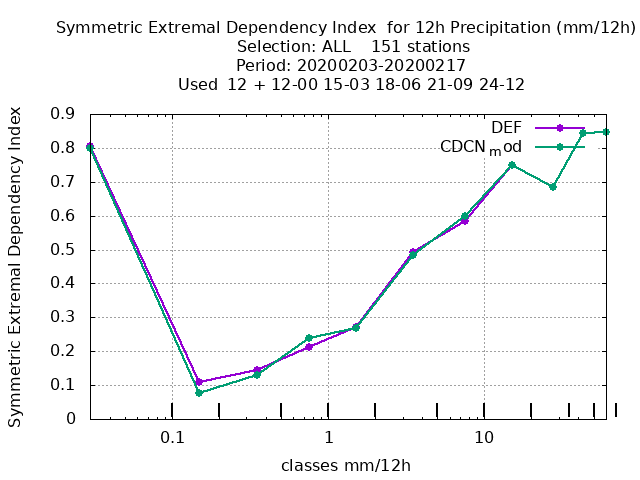 Symmetric Extremal Dependency Index  for 12h Precipitation (mm/12h)
Selection: ALL    151 stations
Period: 20200203-20200217
Used  12 + 12-00 15-03 18-06 21-09 24-12
Symmetric Extremal Dependency Index
0.9
0.8
0.7
0.6
0.5
0.4
0.3
0.2
0.1
0
DEF
CDCNmod
0.1
1
10
classes mm/12h